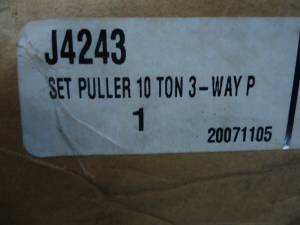 J4243
SET PULLER 10 TON 3-WAY P
1
20071105